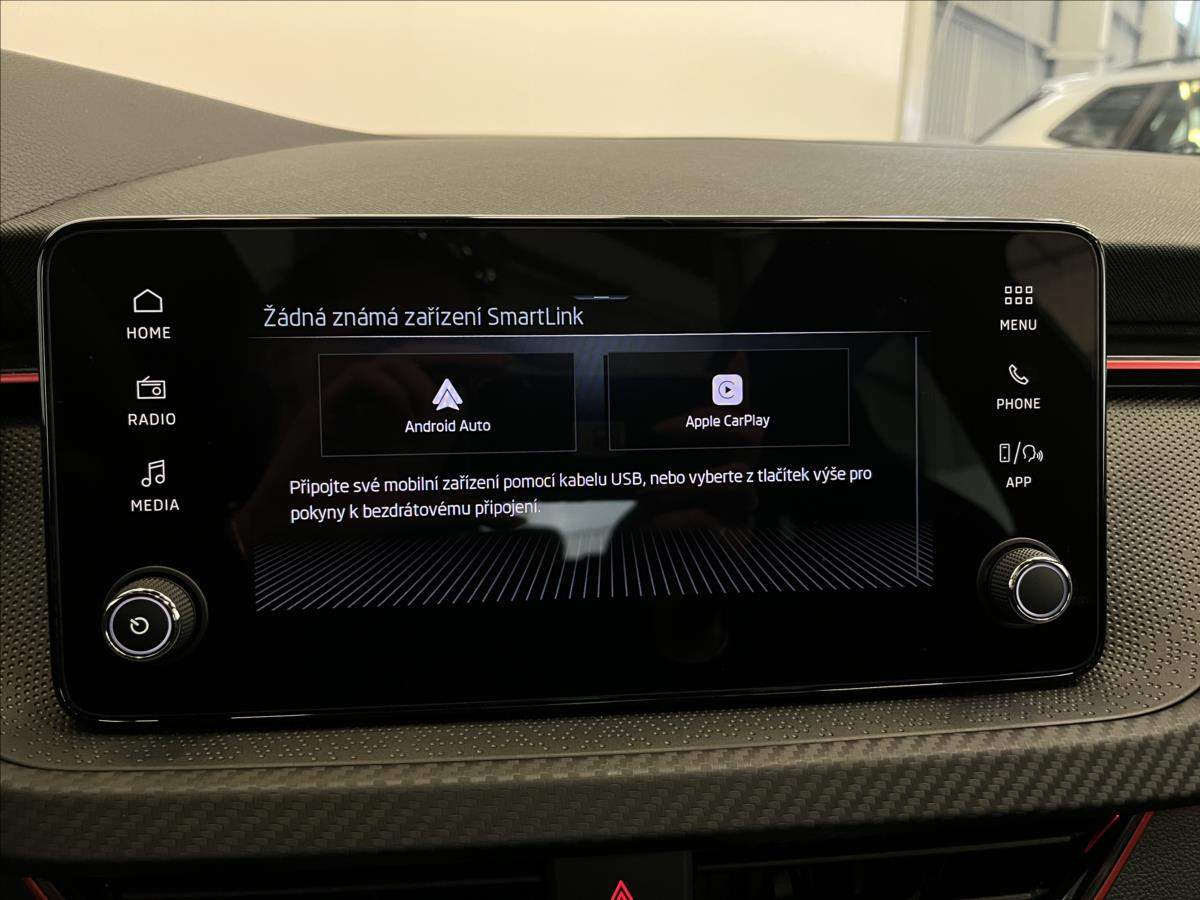 HOME
RADIO
MEDIA
Žádná známá zařízení SmartLink
Android Auto
Apple CarPlay
Připojte své mobilní zařízení pomocí kabelu USB, nebo vyberte z tlačítek výše pro
pokyny k bezdrátovému připojení.
MENU
PHONE
APP